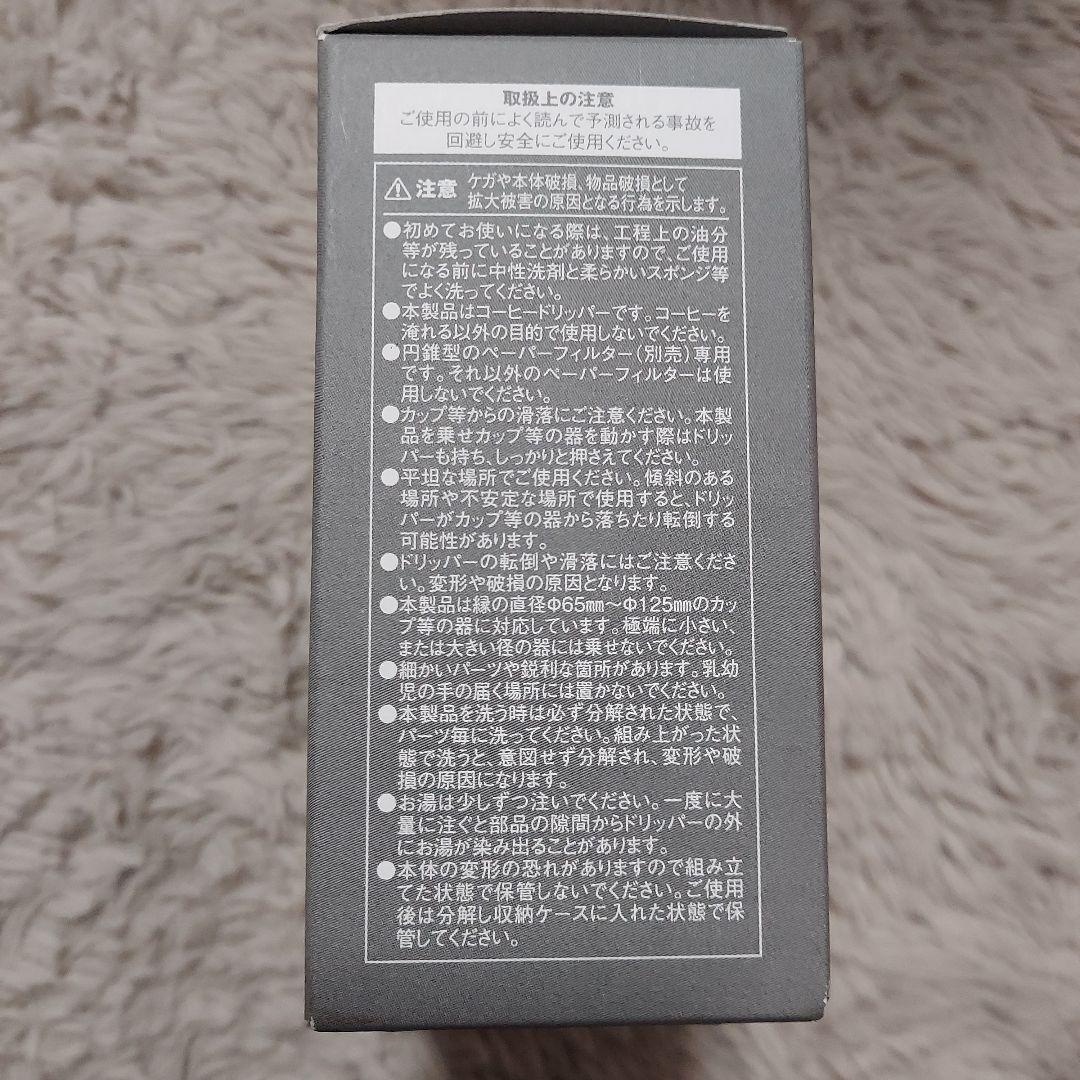 取扱上の注意
ご使用の前によく読んで予測される事故を
回避し安全にご使用ください。
⚠注意 ケガや本体破損、物品破損として
拡大被害の原因となる行為を示します。
●初めてお使いになる際は、工程上の油分
等が残っていることがありますので、ご使用
になる前に中性洗剤と柔らかいスポンジ等
でよく洗ってください。
●本製品はコーヒードリッパーです。コーヒーを
淹れる以外の目的で使用しないでください。
●円錐型のペーパーフィルター(別売)専用
です。それ以外のペーパーフィルターは使
用しないでください。
●カップ等からの滑落にご注意ください。本製
品を乗せカップ等の器を動かす際はドリッ
パーも持ち、しっかりと押さえてください。
●平坦な場所でご使用ください。傾斜のある
場所や不安定な場所で使用すると、ドリッ
パーがカップ等の器から落ちたり転倒する
可能性があります。
●ドリッパーの転倒や滑落にはご注意くださ
い。変形や破損の原因となります。
●本製品は縁の直径Φ65㎜~Φ125㎜のカッ
プ等の器に対応しています。極端に小さい、
または大きい径の器には乗せないでください。
●細かいパーツや鋭利な箇所があります。乳幼
児の手の届く場所には置かないでください。
●本製品を洗う時は必ず分解された状態で、
パーツ毎に洗ってください。組み上がった状
態で洗うと、意図せず分解され、変形や破
損の原因になります。
●お湯は少しずつ注いでください。一度に大
量に注ぐと部品の隙間からドリッパーの外
にお湯が染み出ることがあります。
●本体の変形の恐れがありますので組み立
てた状態で保管しないでください。ご使用
後は分解し収納ケースに入れた状態で保
管してください。